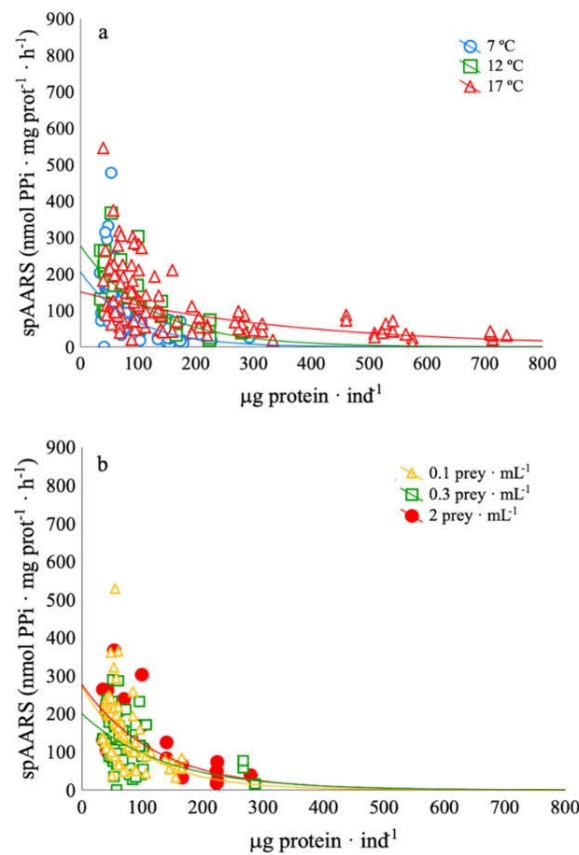 a
7 ºC
12 ºC
17 ºC
spAARS (nmol PPi · mg prot-1 · h-1)
900
800
700
600
500
400
300
200
100
0
0 100 200 300 400 500 600 700 800
µg protein · ind-1
b
0.1 prey · mL-1
0.3 prey · mL-1
2 prey · mL-1
spAARS (nmol PPi · mg prot-1 · h-1)
900
800
700
600
500
400
300
200
100
0
0 100 200 300 400 500 600 700 800
µg protein · ind-1